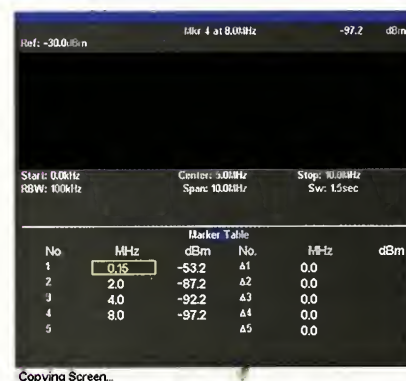 Mkr 4 at 8.0MHz -97.2 dBm
Ref: -30.0dBm
Start: 0.0kHz Center: 5.0MHz Stop: 10.0MHz
RBW: 100kHz Span: 10.0MHz Sw: 1.5sec
Marker Table
No MHz dBm No. MHz dBm
1 0.15 -53.2 Δ1 0.0
2 2.0 -87.2 Δ2 0.0
3 4.0 -92.2 Δ3 0.0
4 8.0 -97.2 Δ4 0.0
5 Δ5 0.0
Copying Screen...